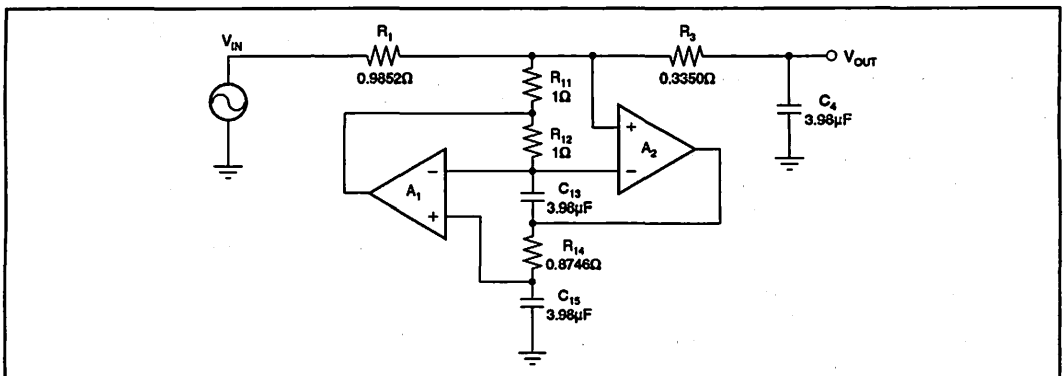 V_IN
R_1
0.9852Ω
R_3
0.3350Ω
V_OUT
R_11
1Ω
C_4
3.98µF
R_12
1Ω
+
A_2
−
−
A_1
+
C_13
3.98µF
R_14
0.8746Ω
C_15
3.98µF